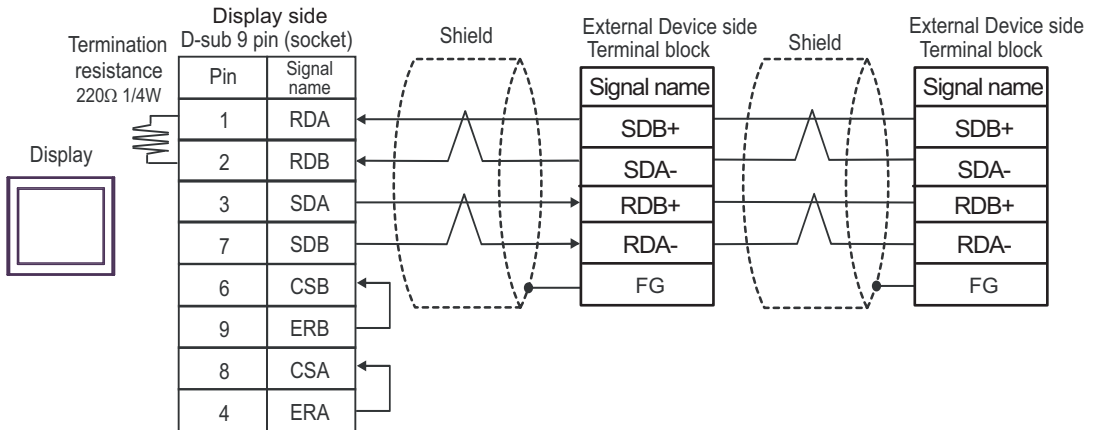 Display side
D-sub 9 pin (socket)
Termination
resistance
220Ω 1/4W
Display
Pin
Signal
name
1
RDA
2
RDB
3
SDA
7
SDB
6
CSB
9
ERB
8
CSA
4
ERA
Shield
External Device side
Terminal block
Signal name
SDB+
SDA-
RDB+
RDA-
FG
Shield
External Device side
Terminal block
Signal name
SDB+
SDA-
RDB+
RDA-
FG